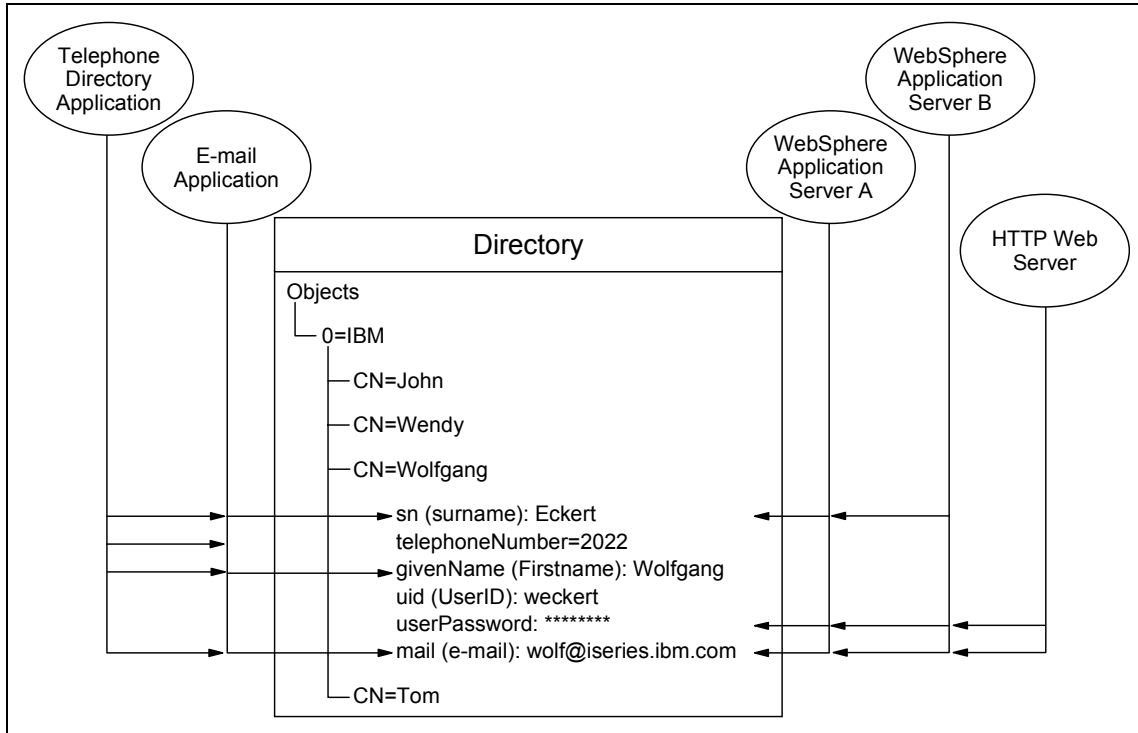 Telephone
Directory
Application
E-mail
Application
WebSphere
Application
Server B
WebSphere
Application
Server A
HTTP Web
Server
Directory
Objects
0=IBM
CN=John
CN=Wendy
CN=Wolfgang
sn (surname): Eckert
telephoneNumber=2022
givenName (Firstname): Wolfgang
uid (UserID): weckert
userPassword: ********
mail (e-mail): wolf@iseries.ibm.com
CN=Tom